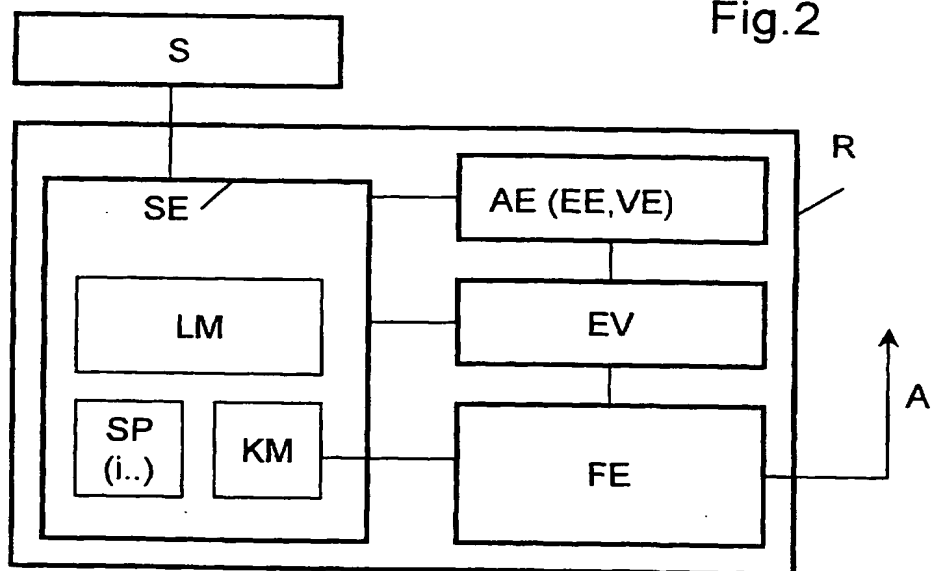 Fig.2
S
R
SE
AE (EE,VE)
LM
EV
A
SP
(i..)
KM
FE